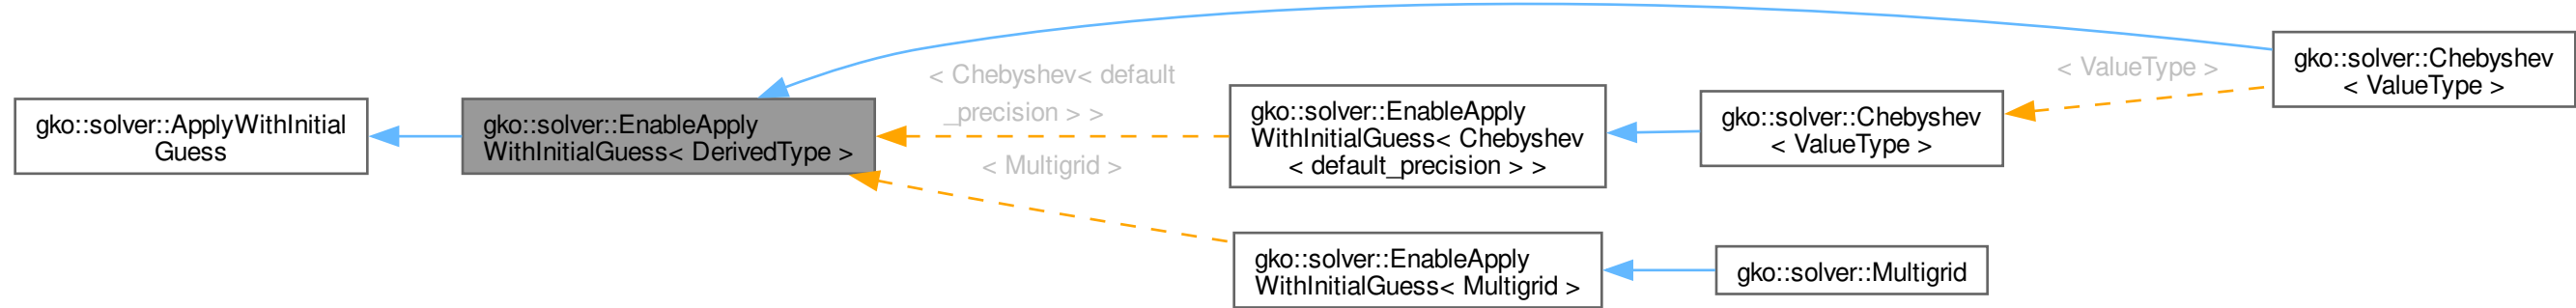 gko::solver::ApplyWithInitial
Guess
gko::solver::EnableApply
WithInitialGuess< DerivedType >
< Chebyshev< default
_precision > >
< Multigrid >
gko::solver::EnableApply
WithInitialGuess< Chebyshev
< default_precision > >
gko::solver::EnableApply
WithInitialGuess< Multigrid >
gko::solver::Chebyshev
< ValueType >
gko::solver::Multigrid
< ValueType >
gko::solver::Chebyshev
< ValueType >